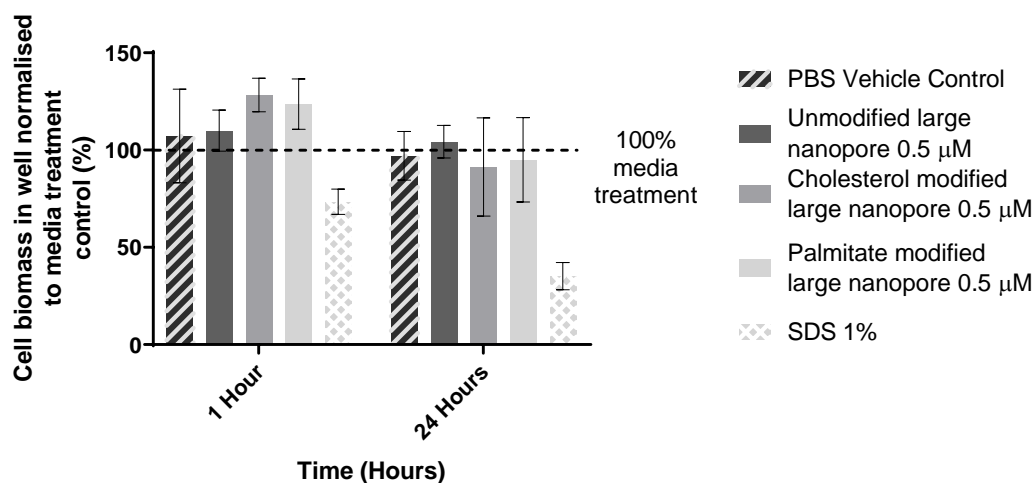 Cell biomass in well normalised
to media treatment
control (%)
150
100
50
0
1 Hour
24 Hours
Time (Hours)
100%
media
treatment
PBS Vehicle Control
Unmodified large
nanopore 0.5 μM
Cholesterol modified
large nanopore 0.5 μM
Palmitate modified
large nanopore 0.5 μM
SDS 1%